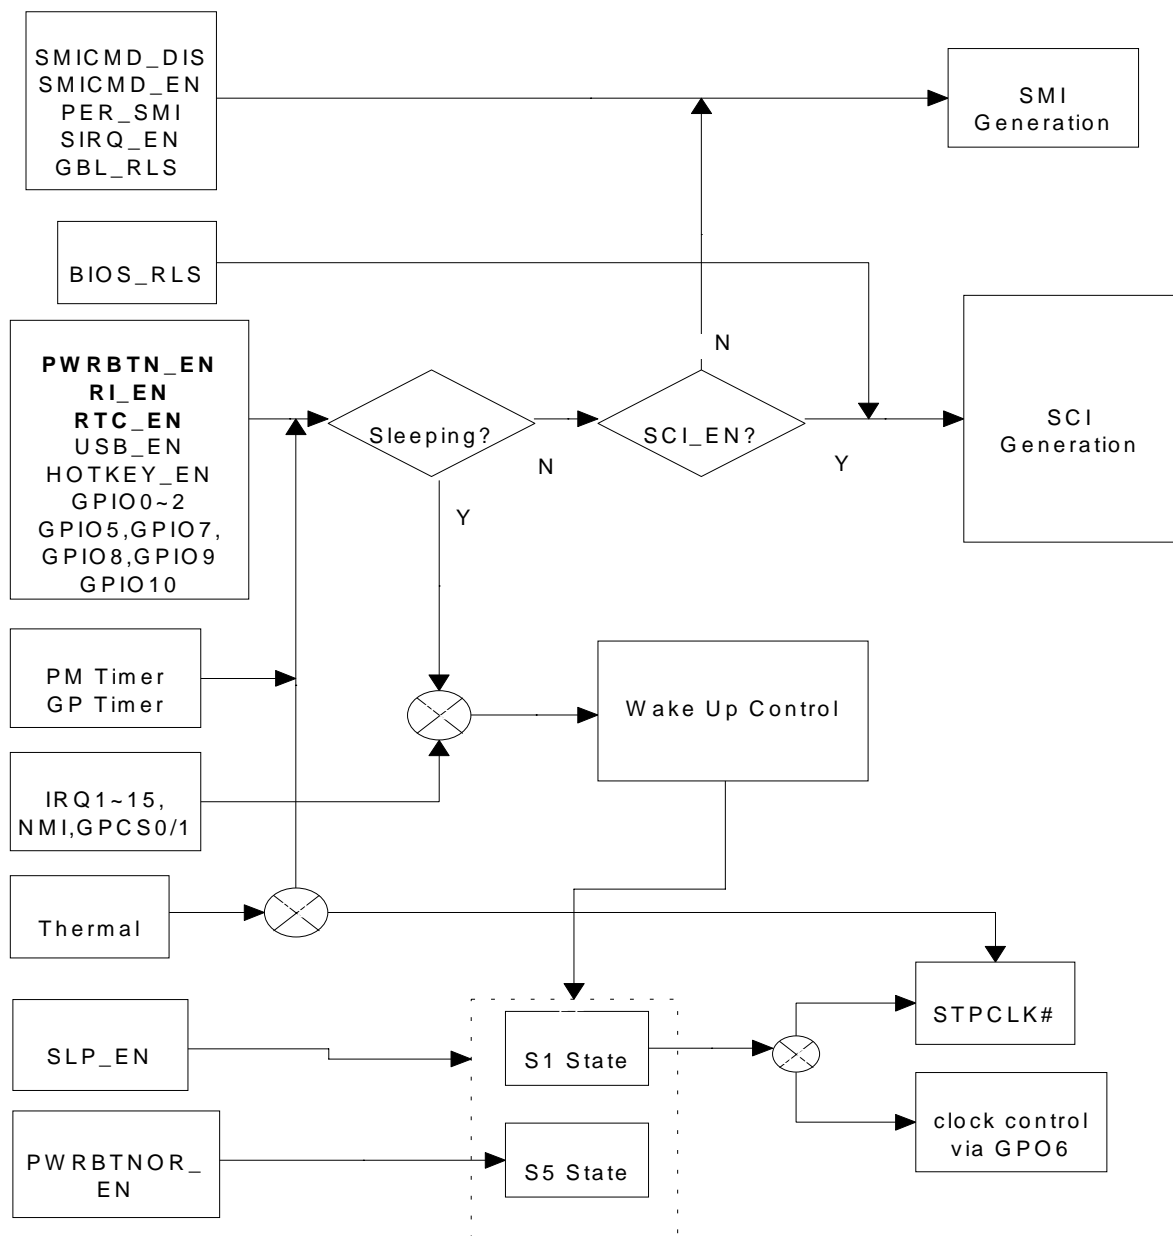 SMICMD_DIS
SMICMD_EN
PER_SMI
SIRQ_EN
GBL_RLS
SMI
Generation
BIOS_RLS
PWRBTN_EN
RI_EN
RTC_EN
USB_EN
HOTKEY_EN
GPIO0~2
GPIO5,GPIO7,
GPIO8,GPIO9
GPIO10
Sleeping?
N
Y
SCI_EN?
N
Y
SCI
Generation
PM Timer
GP Timer
Wake Up Control
IRQ1~15,
NMI,GPCS0/1
Thermal
STPCLK#
SLP_EN
S1 State
clock control
via GPO6
PWRBTNOR_
EN
S5 State